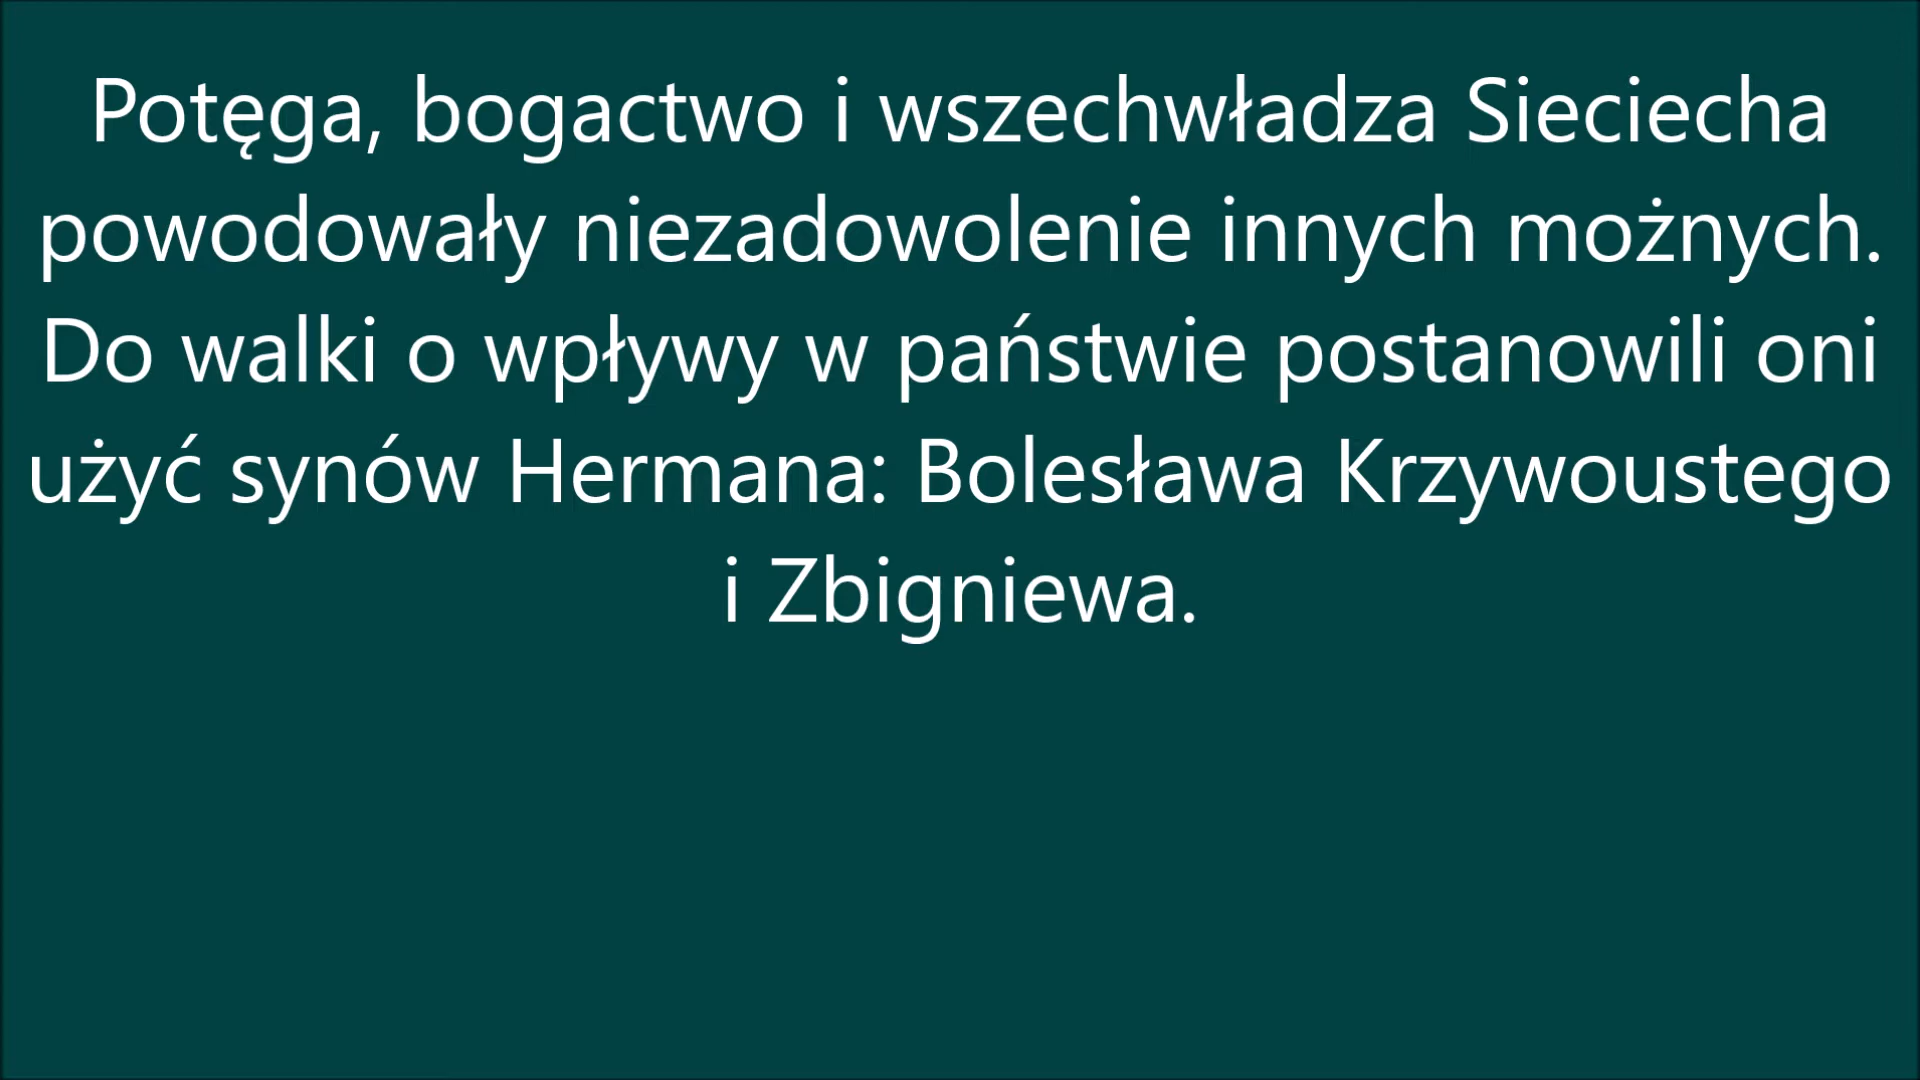 Potęga, bogactwo i wszechwładza Sieciecha
powodowały niezadowolenie innych możnych.
Do walki o wpływy w państwie postanowili oni
użyć synów Hermana: Bolesława Krzywoustego
i Zbigniewa.